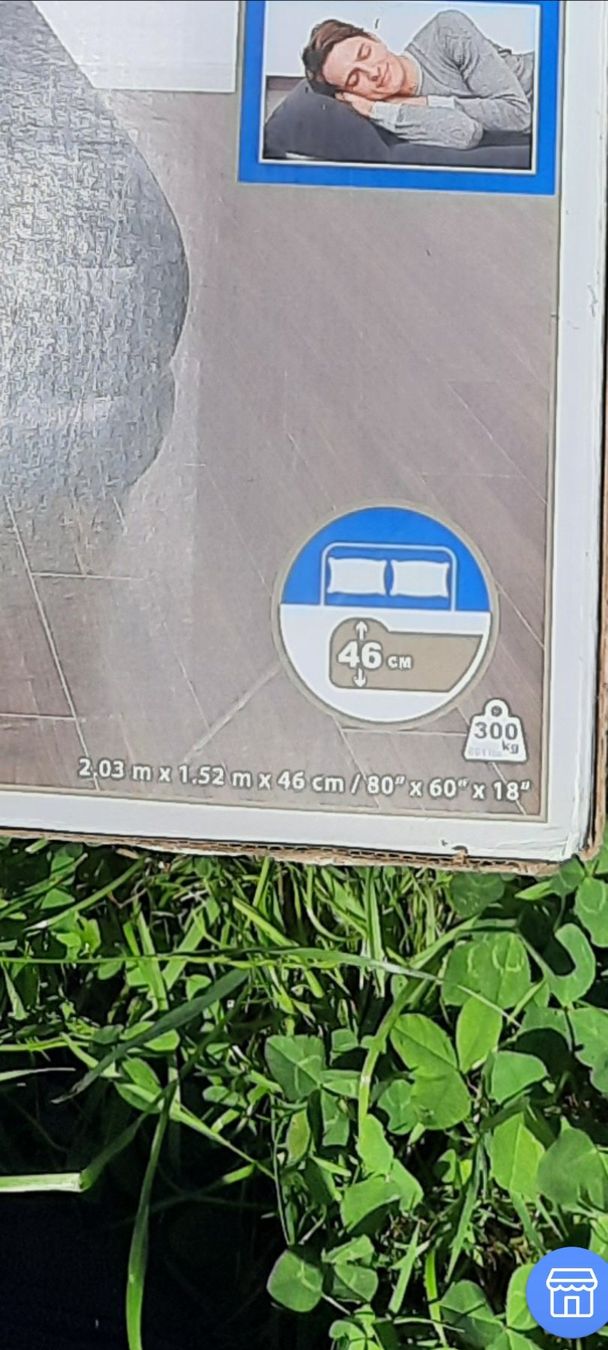 46 CM
300
kg
2.03 m x 1.52 m x 46 cm / 80" x 60" x 18"